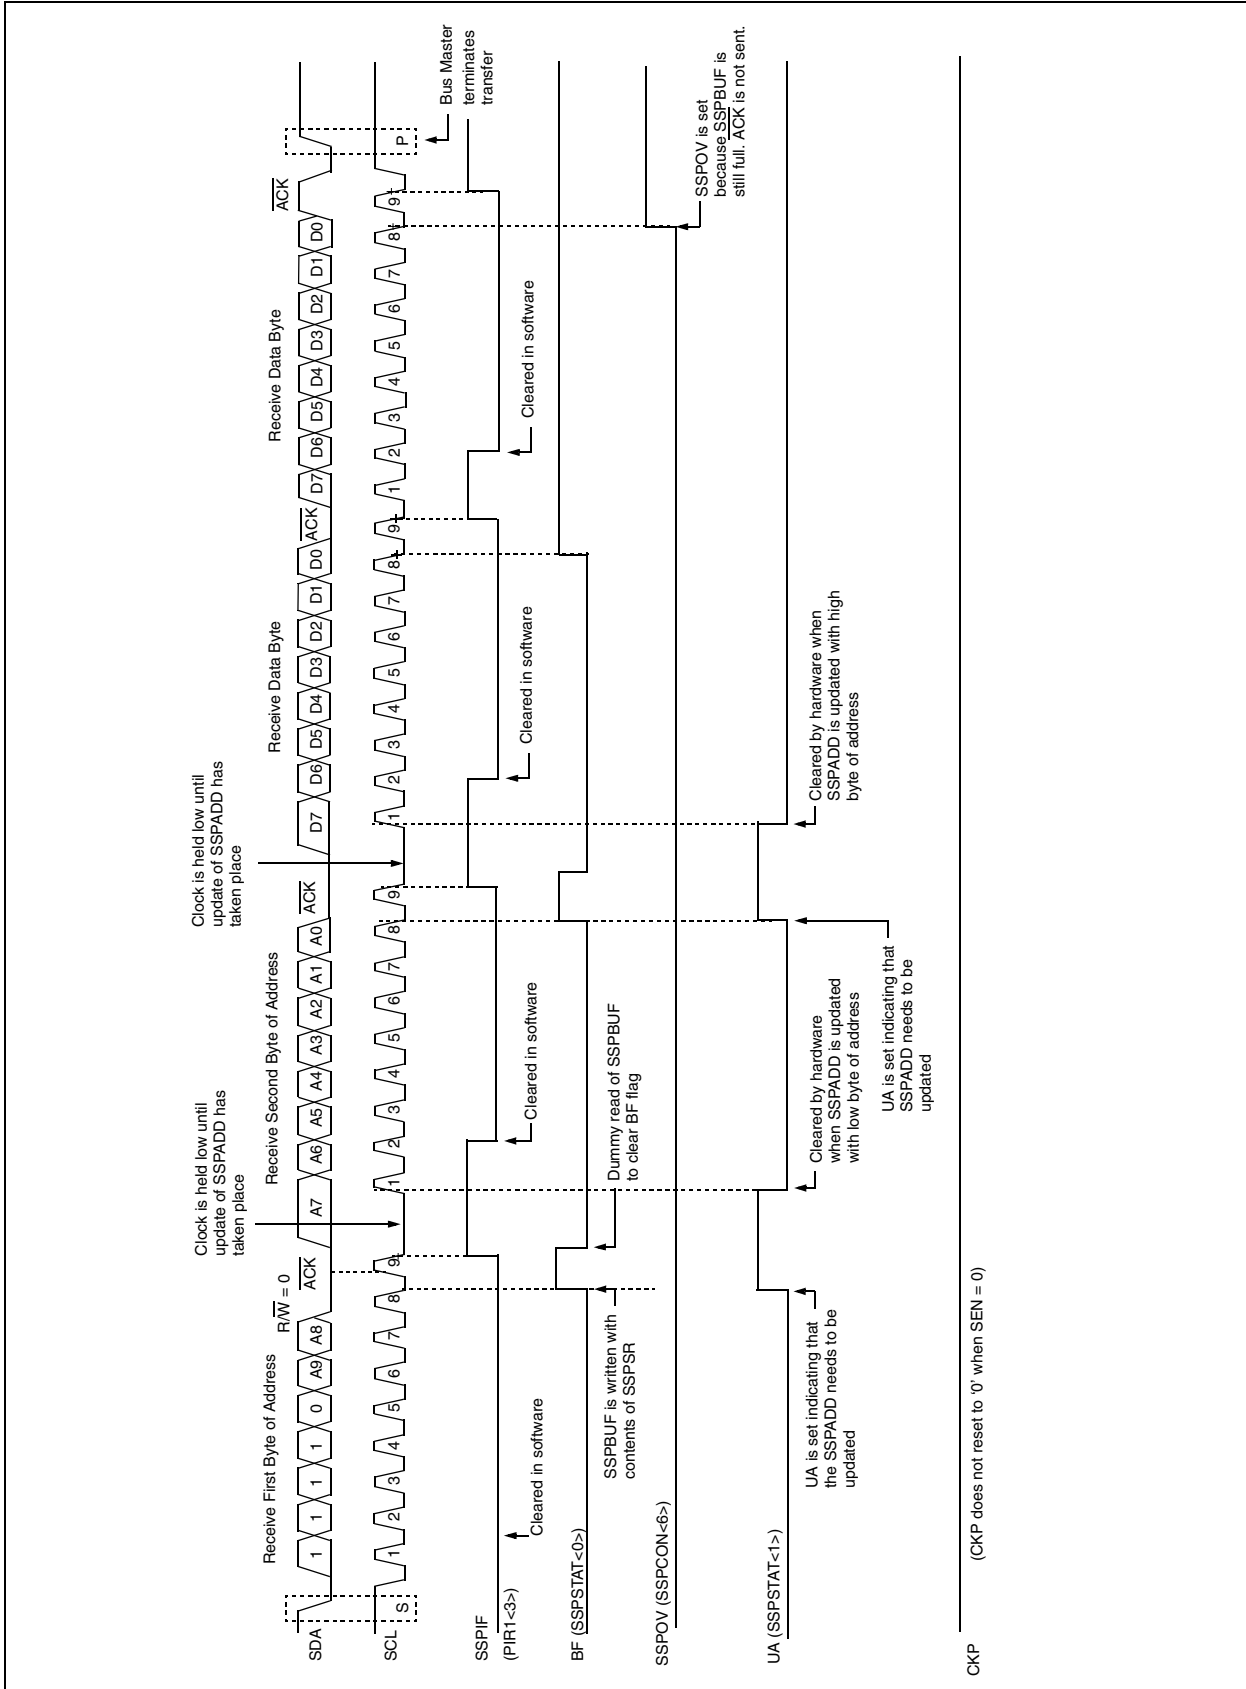 Receive First Byte of Address
R/W = 0
ACK
Clock is held low until
update of SSPADD has
taken place
Receive Second Byte of Address
ACK
Clock is held low until
update of SSPADD has
taken place
Receive Data Byte
ACK
Receive Data Byte
ACK
SDA
1 1 1 1 0 A9 A8
A7 A6 A5 A4 A3 A2 A1 A0
D7 D6 D5 D4 D3 D2 D1 D0
D7 D6 D5 D4 D3 D2 D1 D0
SCL
S
1 2 3 4 5 6 7 8 9
1 2 3 4 5 6 7 8 9
1 2 3 4 5 6 7 8 9
1 2 3 4 5 6 7 8 9
P
Bus Master
terminates
transfer
SSPIF
(PIR1<3>)
Cleared in software
Cleared in software
Cleared in software
Cleared in software
BF (SSPSTAT<0>)
SSPBUF is written with
contents of SSPSR
Dummy read of SSPBUF
to clear BF flag
SSPOV (SSPCON<6>)
SSPOV is set
because SSPBUF is
still full. ACK is not sent.
UA (SSPSTAT<1>)
UA is set indicating that
the SSPADD needs to be
updated
Cleared by hardware
when SSPADD is updated
with low byte of address
UA is set indicating that
SSPADD needs to be
updated
Cleared by hardware when
SSPADD is updated with high
byte of address
CKP
(CKP does not reset to ‘0’ when SEN = 0)